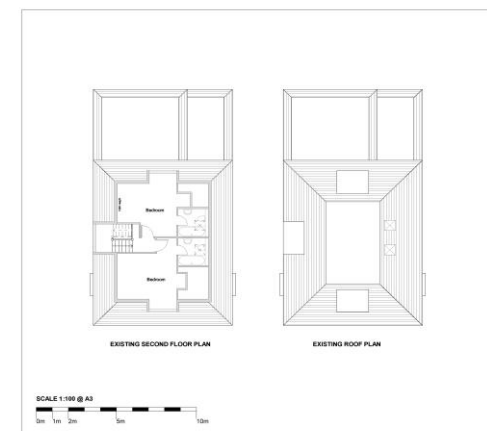 Bedroom
Bedroom
EXISTING SECOND FLOOR PLAN
EXISTING ROOF PLAN
SCALE 1:100 @ A3
0m 1m 2m 5m 10m